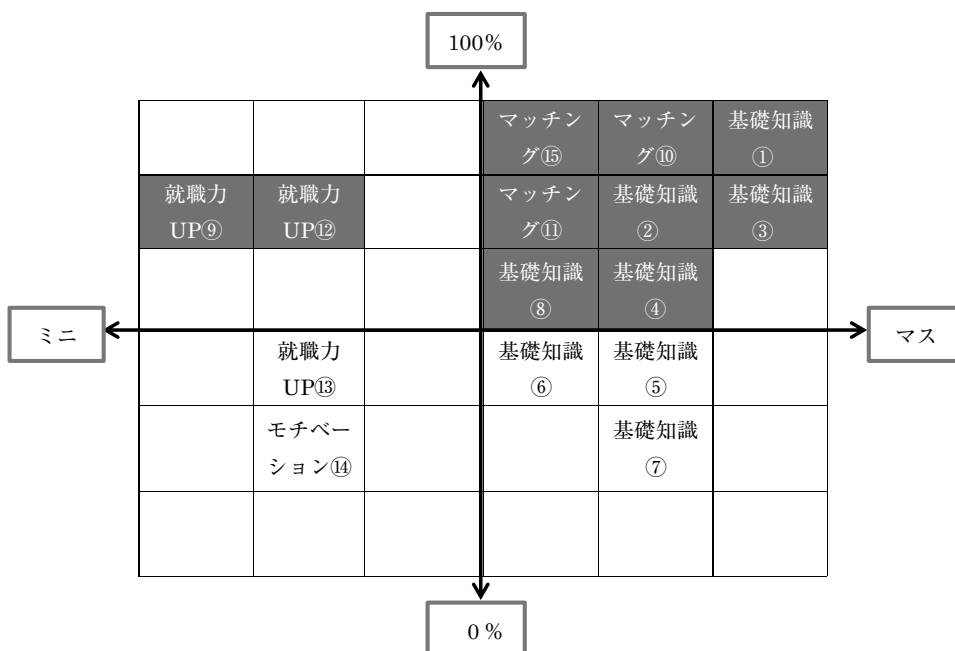 100%
マッチン
グ⑮
マッチン
グ⑩
基礎知識
①
就職力
UP⑨
就職力
UP⑫
マッチン
グ⑪
基礎知識
②
基礎知識
③
基礎知識
⑧
基礎知識
④
ミニ
マス
就職力
UP⑬
基礎知識
⑥
基礎知識
⑤
モチベー
ション⑭
基礎知識
⑦
0%